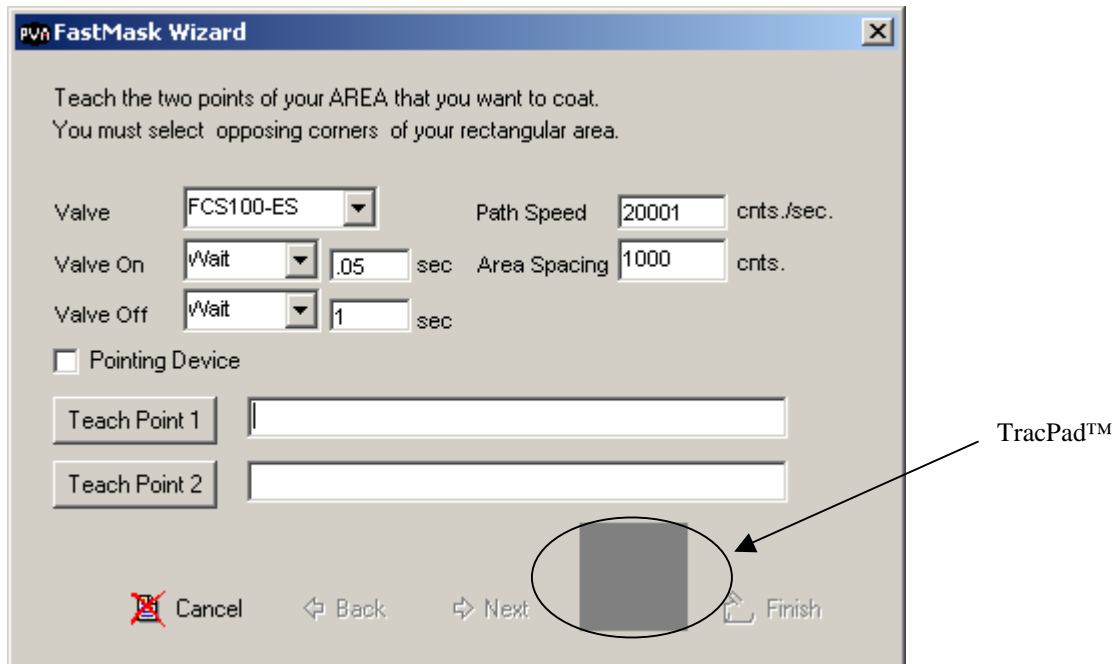 PVA FastMask Wizard
Teach the two points of your AREA that you want to coat.
You must select opposing corners of your rectangular area.
Valve FCS100-ES Path Speed 20001 cnts./sec.
Valve On Wait .05 sec Area Spacing 1000 cnts.
Valve Off Wait 1 sec
Pointing Device
Teach Point 1
TracPad™
Teach Point 2
Cancel Back Next Finish